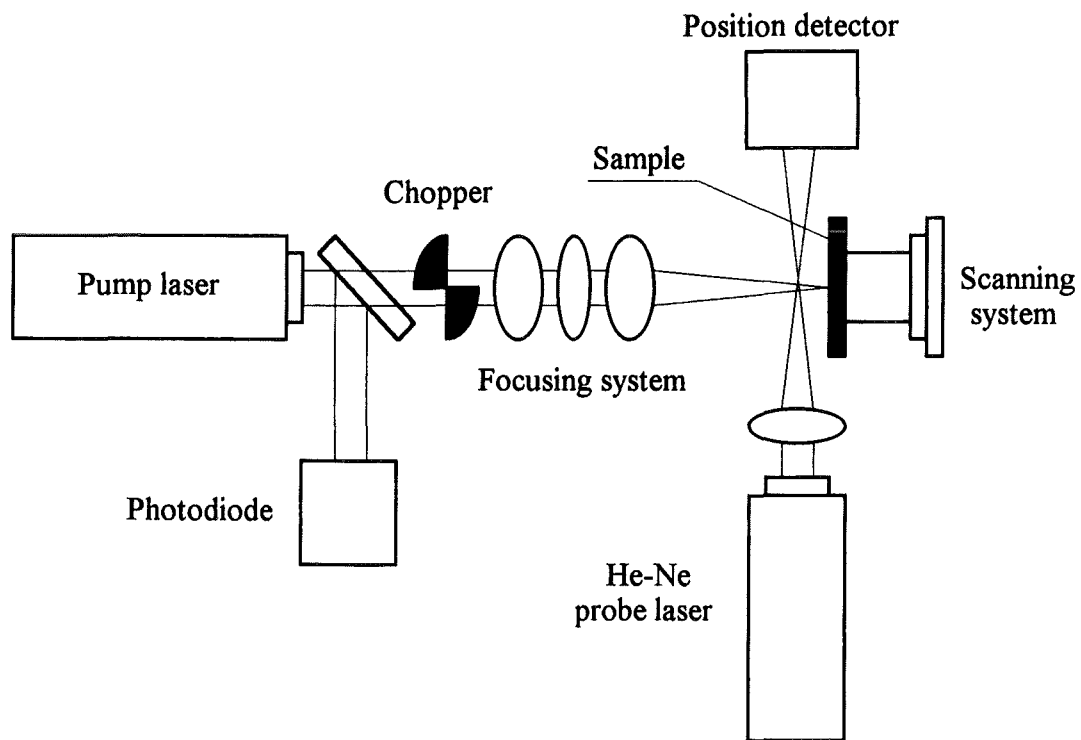 Position detector
Sample
Chopper
Pump laser
Scanning
system
Focusing system
Photodiode
He-Ne
probe laser